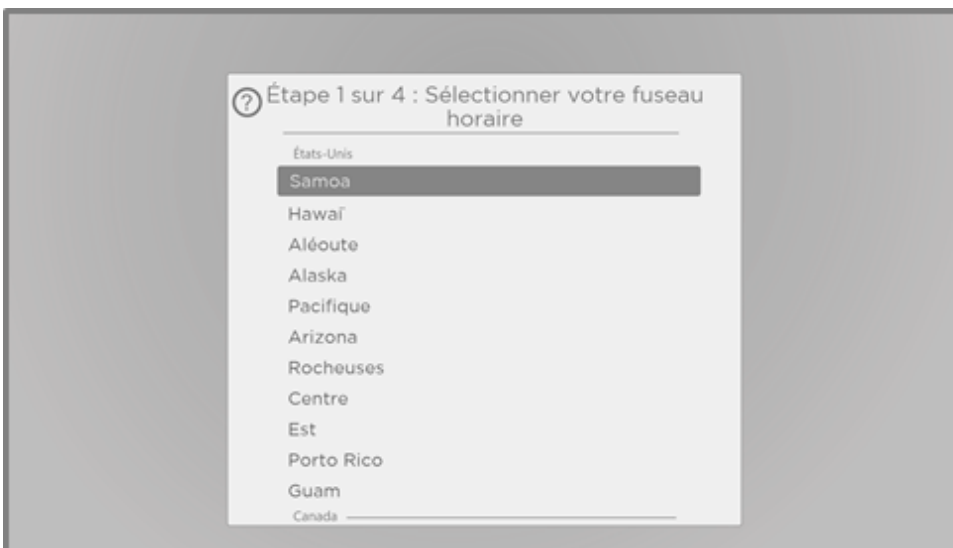 Étape 1 sur 4 : Sélectionner votre fuseau
horaire
États-Unis
Samoa
Hawaï
Aléoute
Alaska
Pacifique
Arizona
Rocheuses
Centre
Est
Porto Rico
Guam
Canada